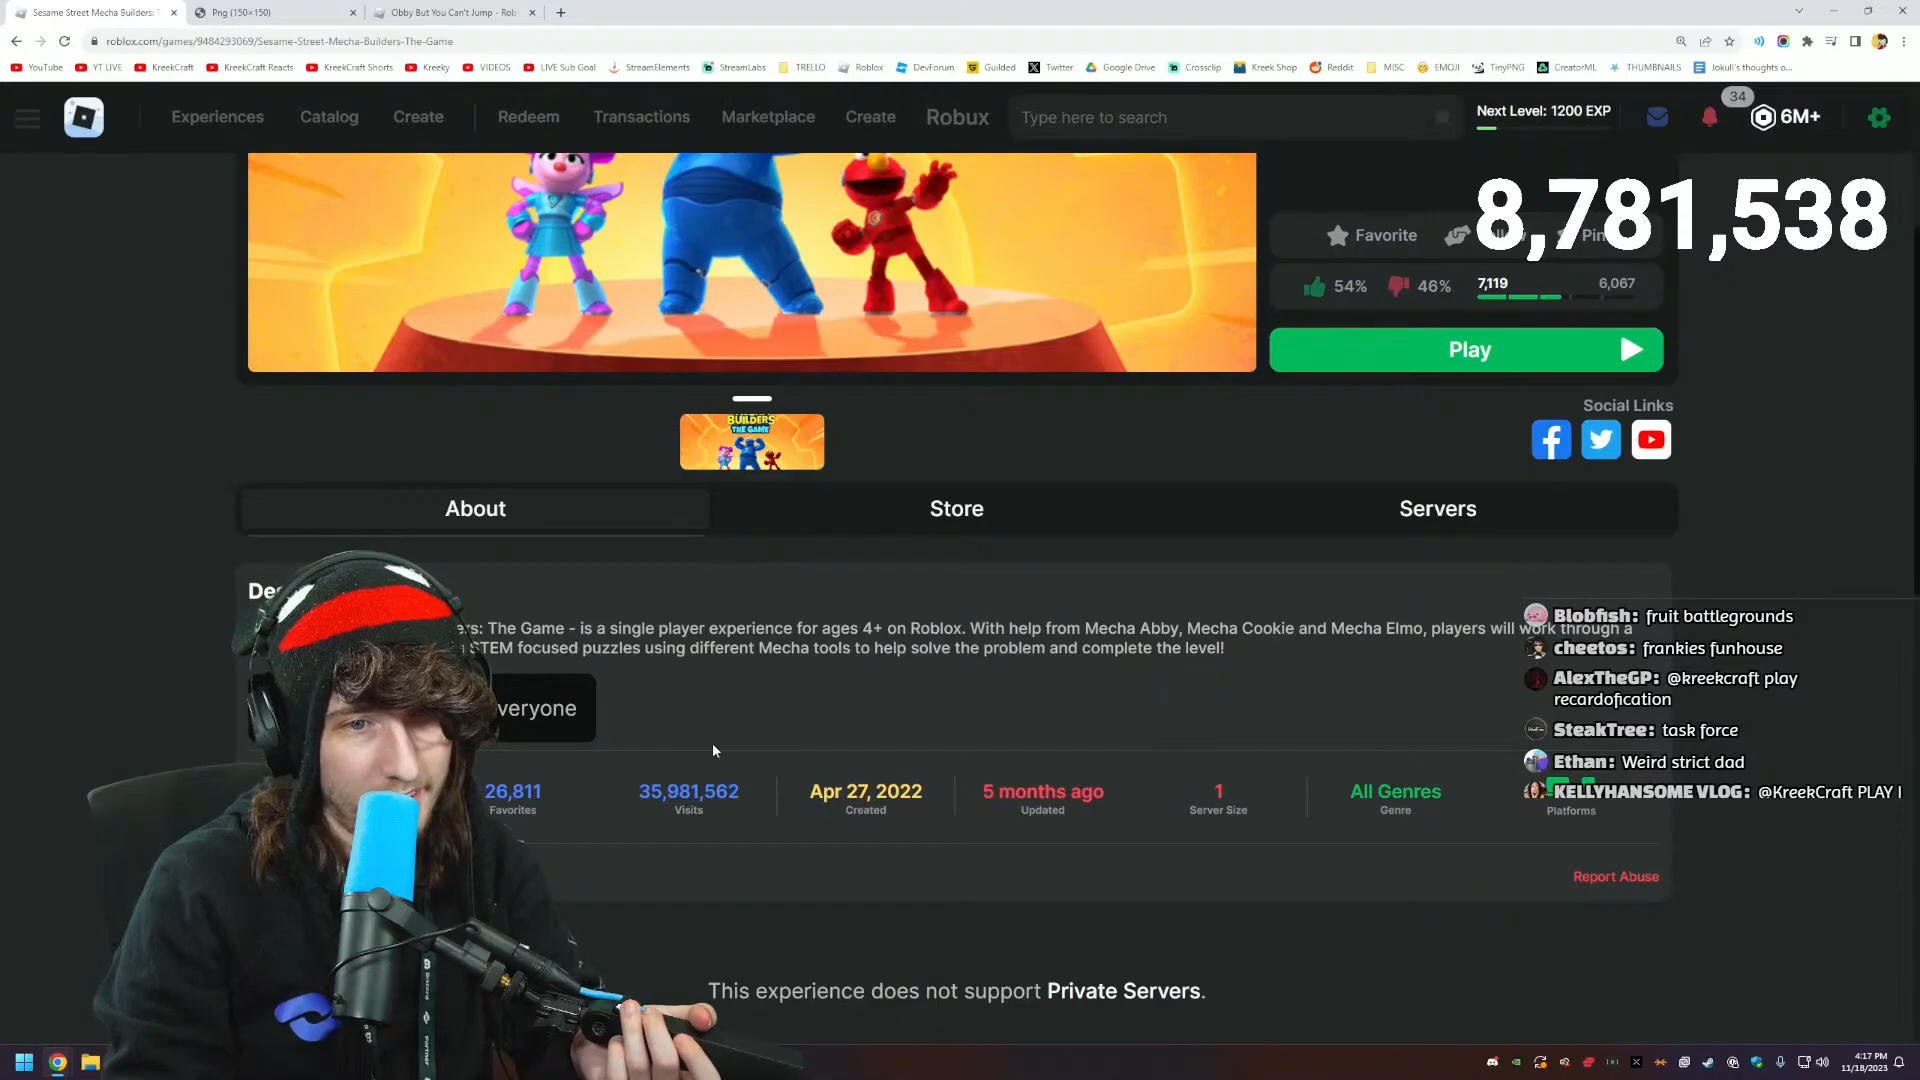 Sesame Street Mecha Builders: T
Png (150×150)
Obby But You Can't Jump - Rob
roblox.com/games/9484293069/Sesame-Street-Mecha-Builders-The-Game
YouTube YT LIVE KreekCraft KreekCraft Reacts KreekCraft Shorts Kreeky VIDEOS LIVE Sub Goal StreamElements StreamLabs TRELLO Roblox DevForum Guilded Twitter Google Drive Crossclip Kreek Shop Reddit MISC EMOJI TinyPNG CreatorML THUMBNAILS Jokull's thoughts o...
Experiences Catalog Create Redeem Transactions Marketplace Create Robux Type here to search Next Level: 1200 EXP 34 6M+
8,781,538
Favorite Pin
54% 46% 7,119 6,067
Play
Social Links
BUILDERS
THE GAME
About Store Servers
rs: The Game - is a single player experience for ages 4+ on Roblox. With help from Mecha Abby, Mecha Cookie and Mecha Elmo, players will work through a
STEM focused puzzles using different Mecha tools to help solve the problem and complete the level!
veryone
26,811 35,981,562 Apr 27, 2022 5 months ago 1 All Genres
Favorites Visits Created Updated Server Size Genre Platforms
Report Abuse
This experience does not support Private Servers.
Blobfish: fruit battlegrounds
cheetos: frankies funhouse
AlexTheGP: @kreekcraft play
recardofication
SteakTree: task force
Ethan: Weird strict dad
KELLYHANSOME VLOG: @KreekCraft PLAY I
4:17 PM
11/18/2023